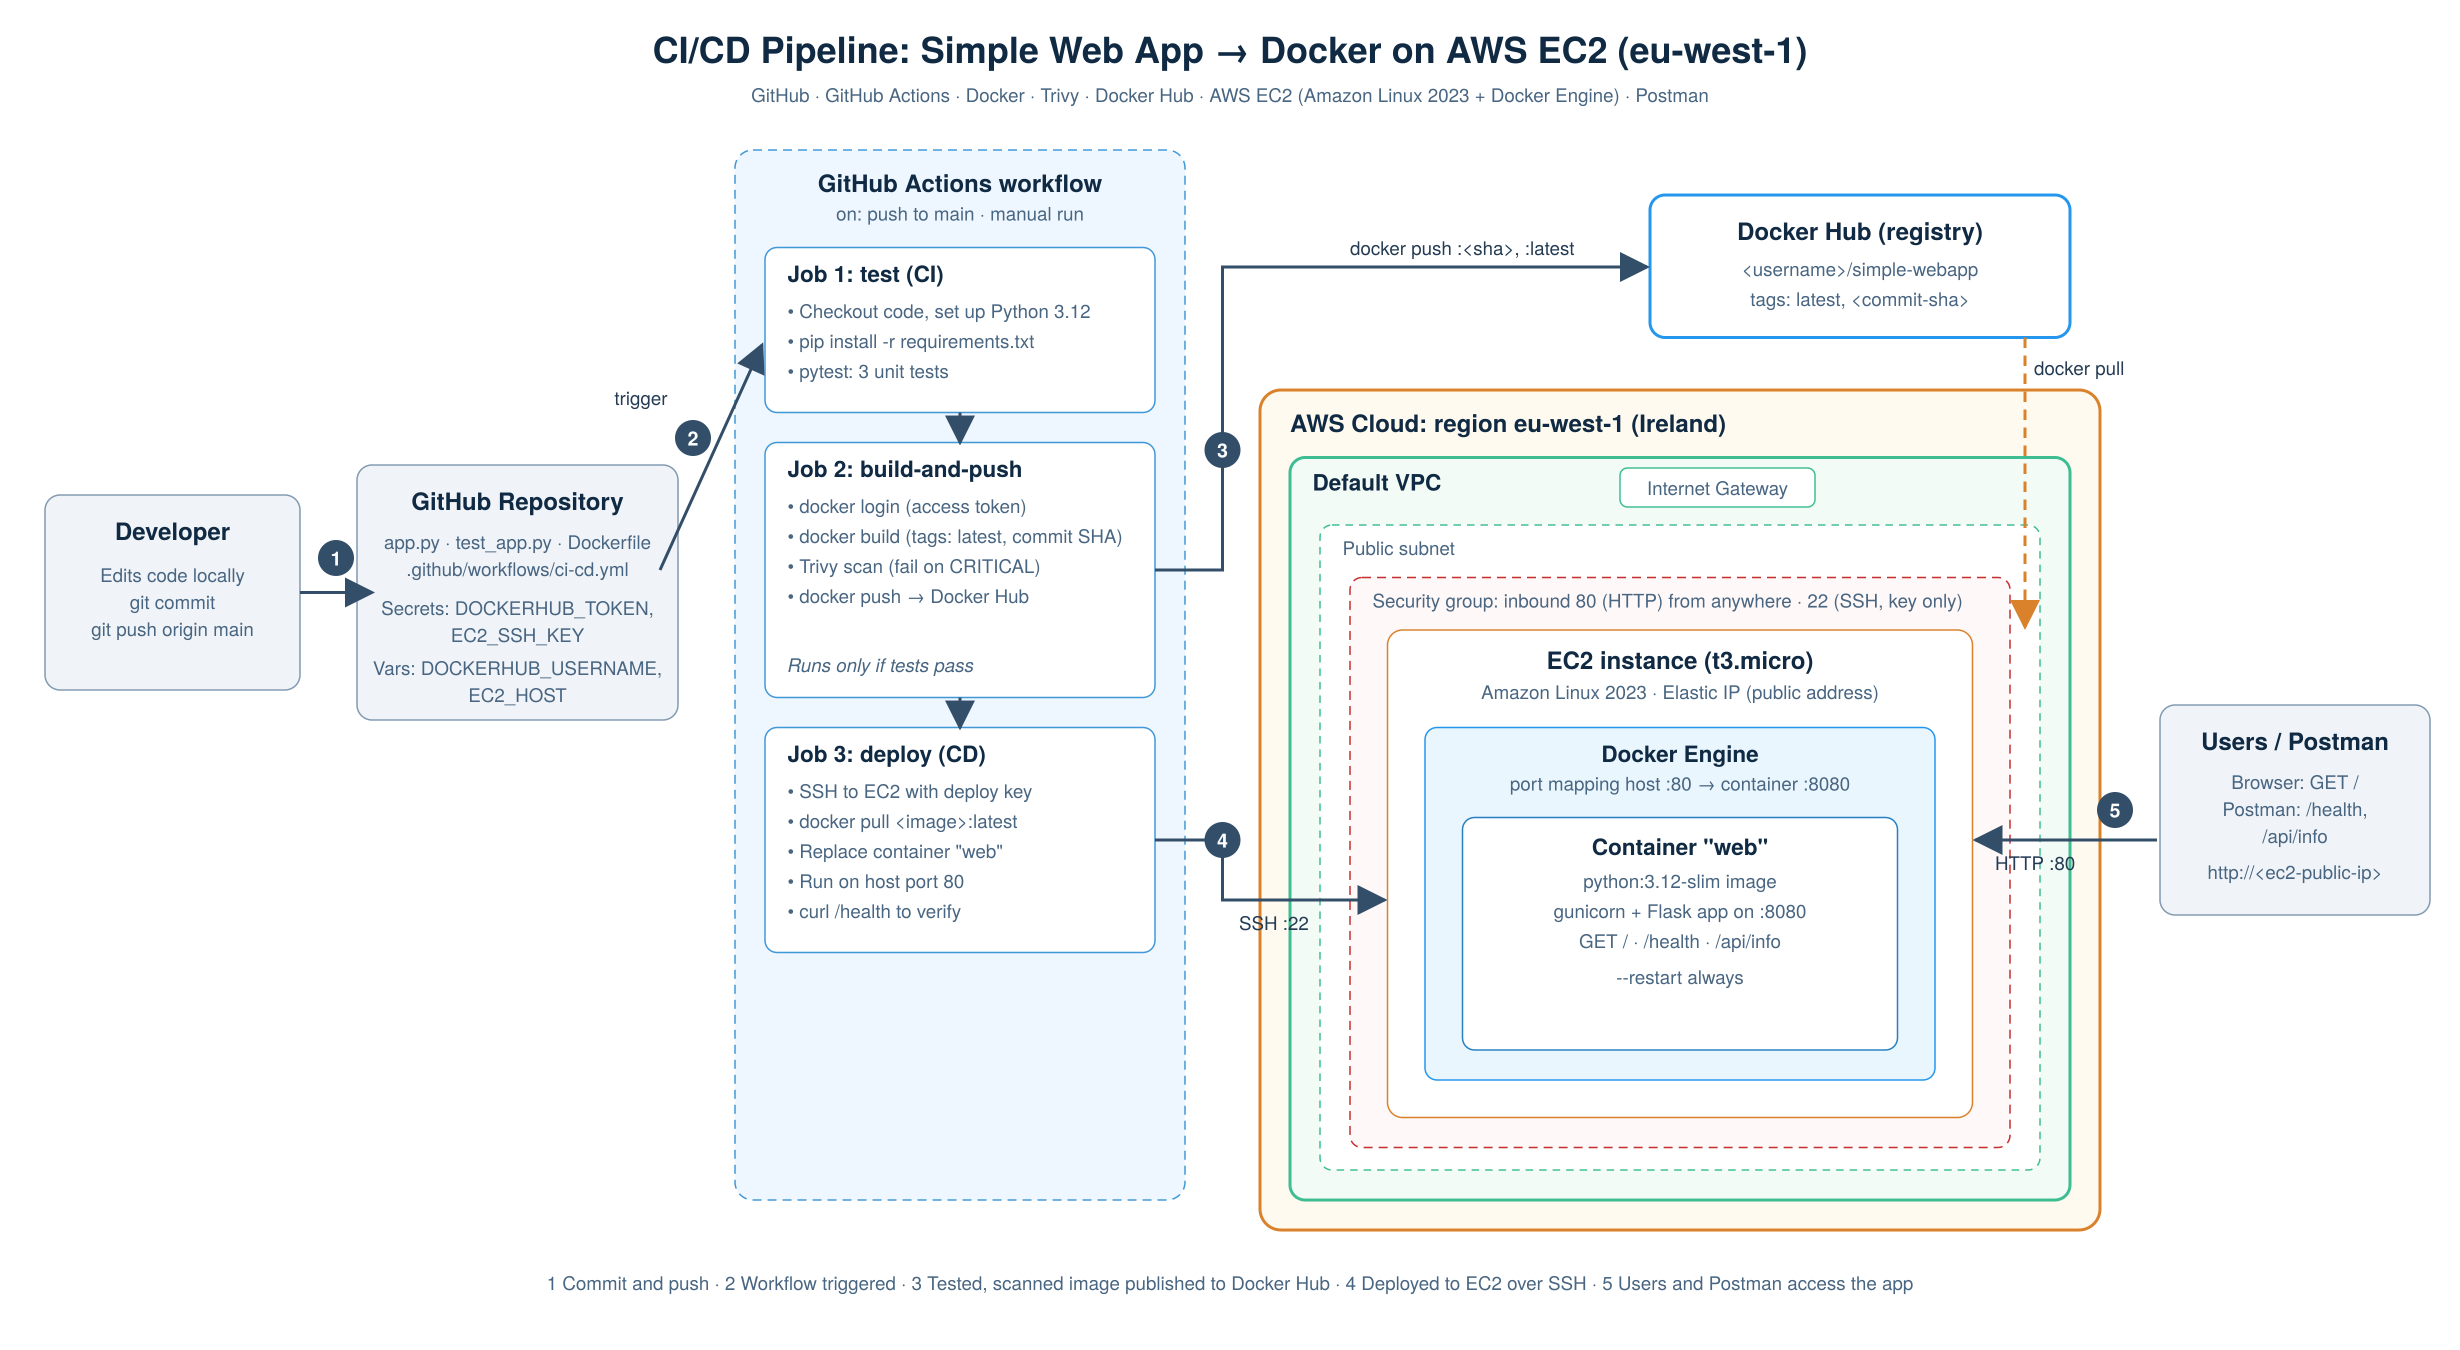 CI/CD Pipeline: Simple Web App → Docker on AWS EC2 (eu-west-1)
GitHub · GitHub Actions · Docker · Trivy · Docker Hub · AWS EC2 (Amazon Linux 2023 + Docker Engine) · Postman
Developer
Edits code locally
git commit
git push origin main
1
GitHub Repository
app.py · test_app.py · Dockerfile
.github/workflows/ci-cd.yml
Secrets: DOCKERHUB_TOKEN,
EC2_SSH_KEY
Vars: DOCKERHUB_USERNAME,
EC2_HOST
trigger
2
GitHub Actions workflow
on: push to main · manual run
Job 1: test (CI)
• Checkout code, set up Python 3.12
• pip install -r requirements.txt
• pytest: 3 unit tests
Job 2: build-and-push
• docker login (access token)
• docker build (tags: latest, commit SHA)
• Trivy scan (fail on CRITICAL)
• docker push → Docker Hub
Runs only if tests pass
Job 3: deploy (CD)
• SSH to EC2 with deploy key
• docker pull <image>:latest
• Replace container "web"
• Run on host port 80
• curl /health to verify
3
docker push :<sha>, :latest
Docker Hub (registry)
<username>/simple-webapp
tags: latest, <commit-sha>
docker pull
4
SSH :22
AWS Cloud: region eu-west-1 (Ireland)
Default VPC
Internet Gateway
Public subnet
Security group: inbound 80 (HTTP) from anywhere · 22 (SSH, key only)
EC2 instance (t3.micro)
Amazon Linux 2023 · Elastic IP (public address)
Docker Engine
port mapping host :80 → container :8080
Container "web"
python:3.12-slim image
gunicorn + Flask app on :8080
GET / · /health · /api/info
--restart always
5
HTTP :80
Users / Postman
Browser: GET /
Postman: /health,
/api/info
http://<ec2-public-ip>
1 Commit and push · 2 Workflow triggered · 3 Tested, scanned image published to Docker Hub · 4 Deployed to EC2 over SSH · 5 Users and Postman access the app